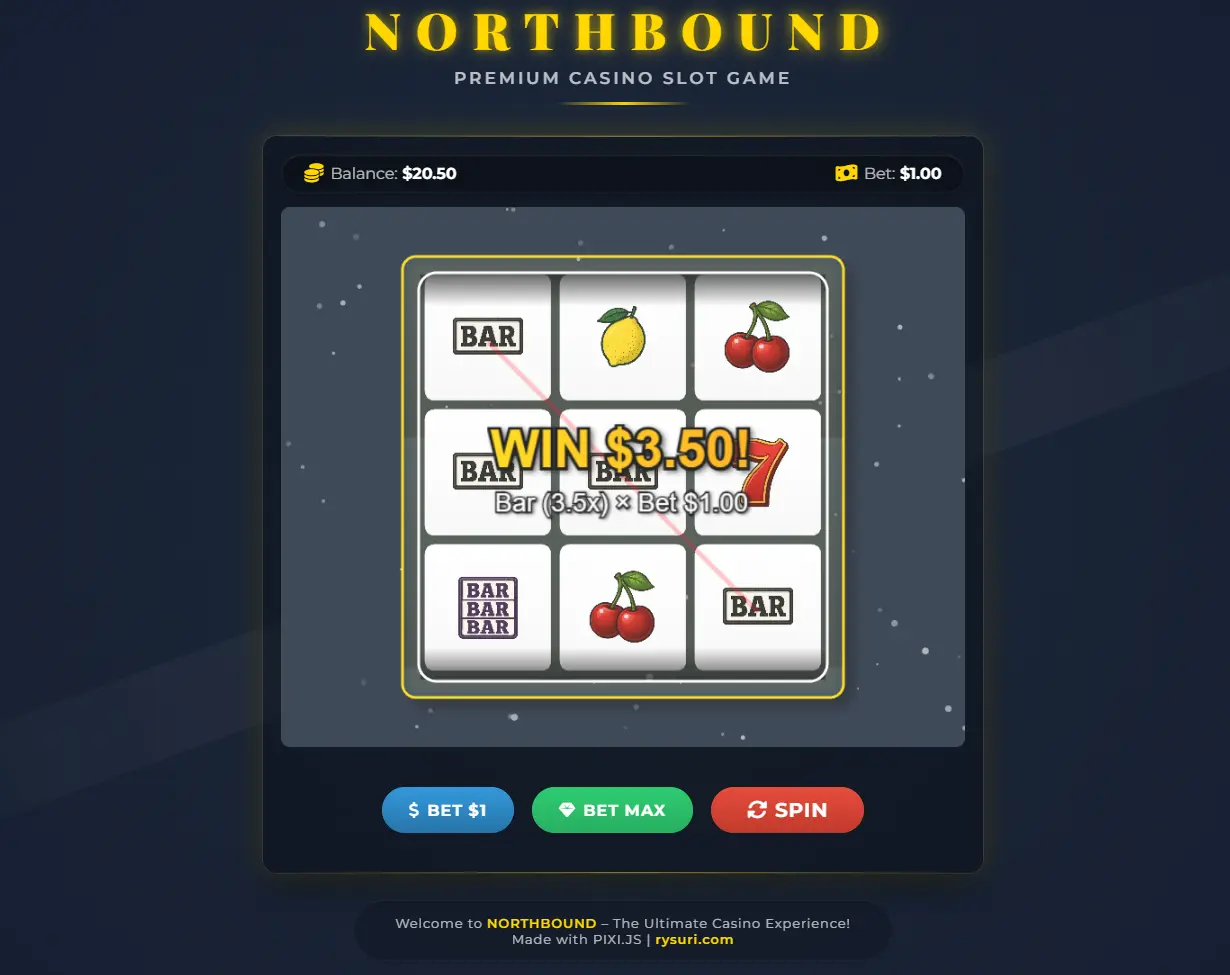 NORTHBOUND
PREMIUM CASINO SLOT GAME
Balance: $20.50
Bet: $1.00
BAR
WIN $3.50!
BAR
BAR
7
Bar (3.5x) × Bet $1.00
BAR
BAR
BAR
BAR
$ BET $1
BET MAX
SPIN
Welcome to NORTHBOUND – The Ultimate Casino Experience!
Made with PIXI.JS | rysuri.com